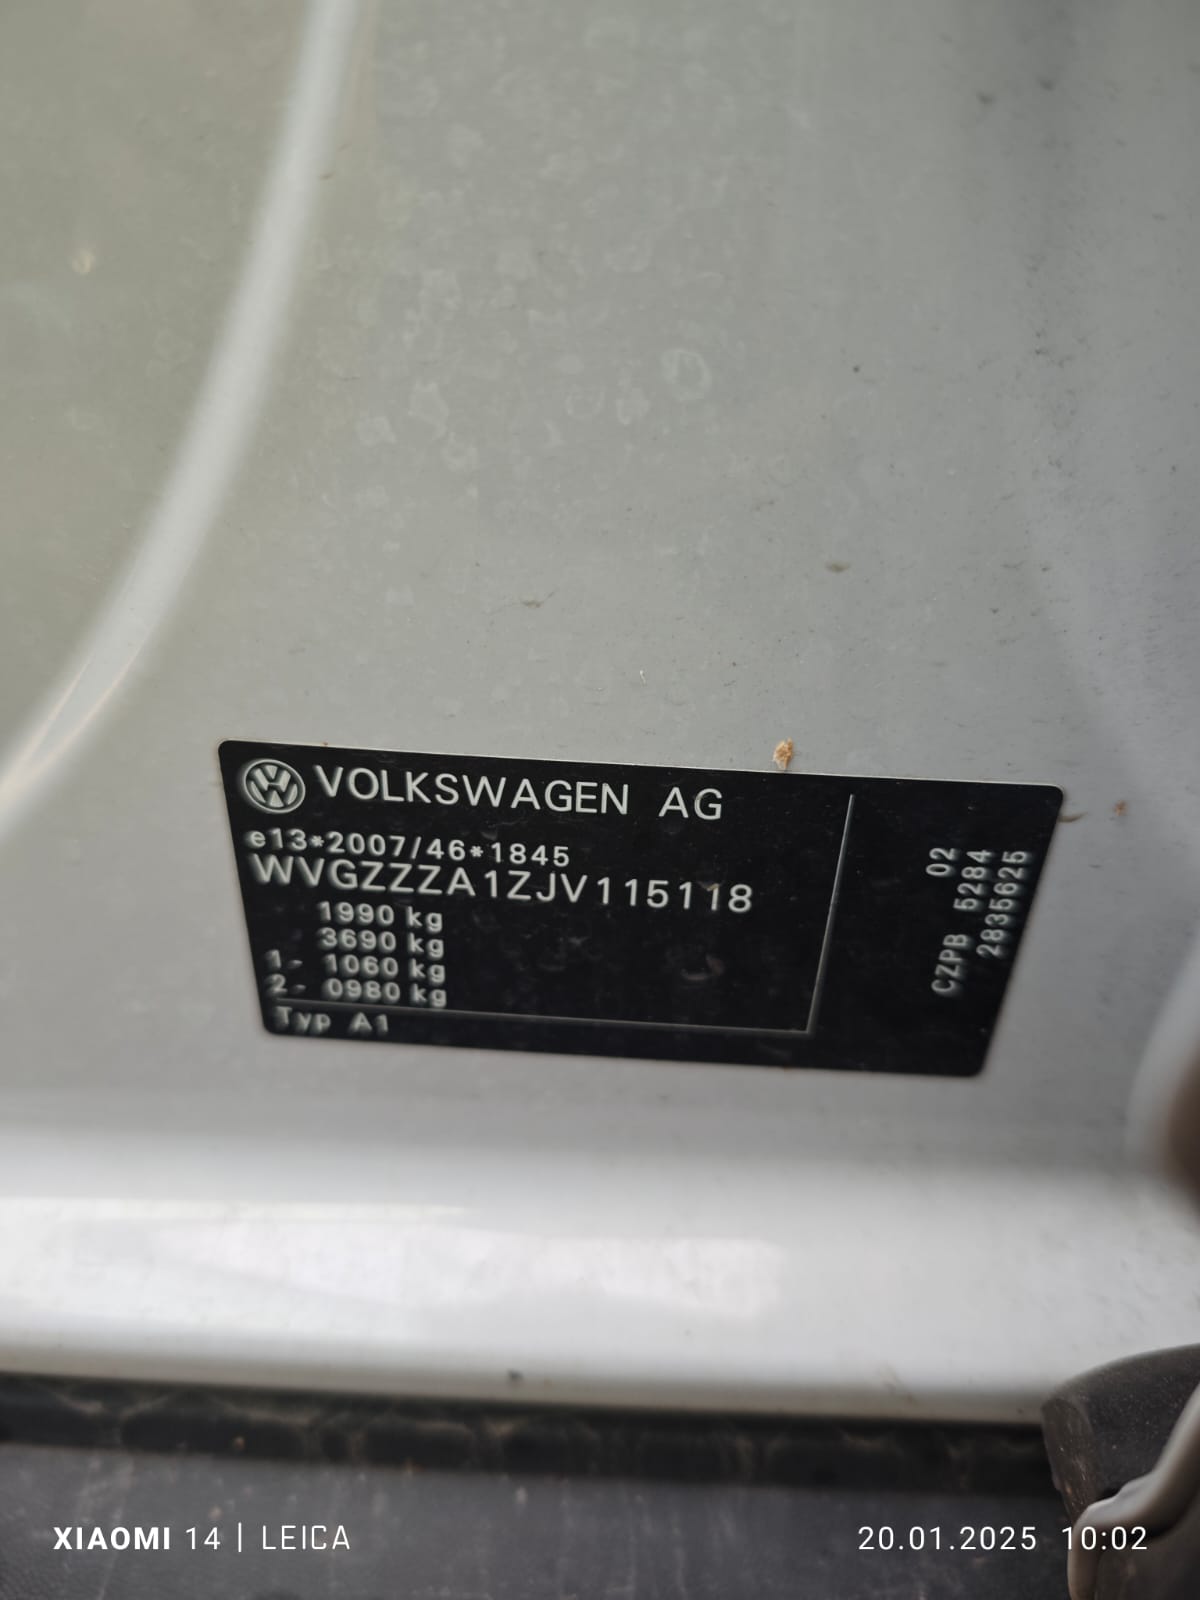 VOLKSWAGEN AG
e13*2007/46*1845
WVGZZZA1ZJV115118
1990 kg
3690 kg
1- 1060 kg
2- 0980 kg
Typ A1
02
CZPB 5284
2835625
XIAOMI 14 | LEICA
20.01.2025 10:02